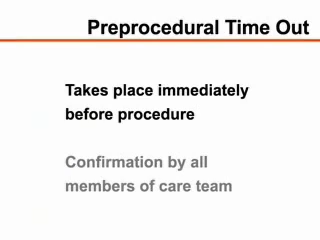 Preprocedural Time Out
Takes place immediately
before procedure
Confirmation by all
members of care team